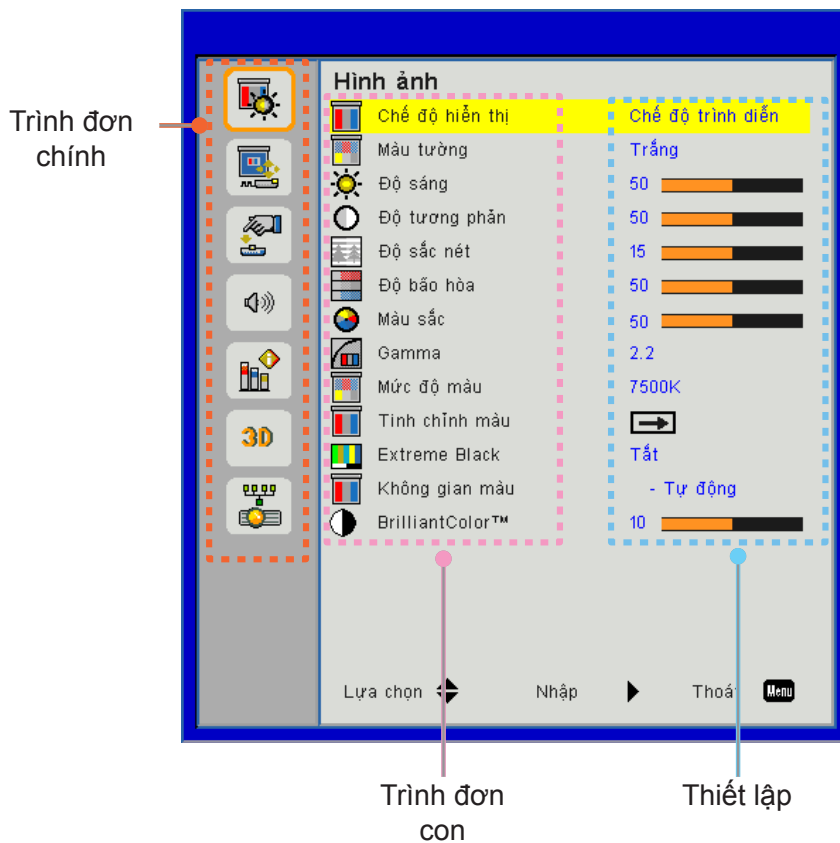 Hình ảnh
Chế độ hiển thị Chế độ trình diễn
Trình đơn
chính
Màu tường Trắng
Độ sáng 50
Độ tương phản 50
Độ sắc nét 15
Độ bão hòa 50
Màu sắc 50
Gamma 2.2
Mức độ màu 7500K
3D
Tinh chỉnh màu
Extreme Black Tắt
Không gian màu - Tự động
BrilliantColor™ 10
Lựa chọn Nhập Thoát Menu
Trình đơn
con
Thiết lập